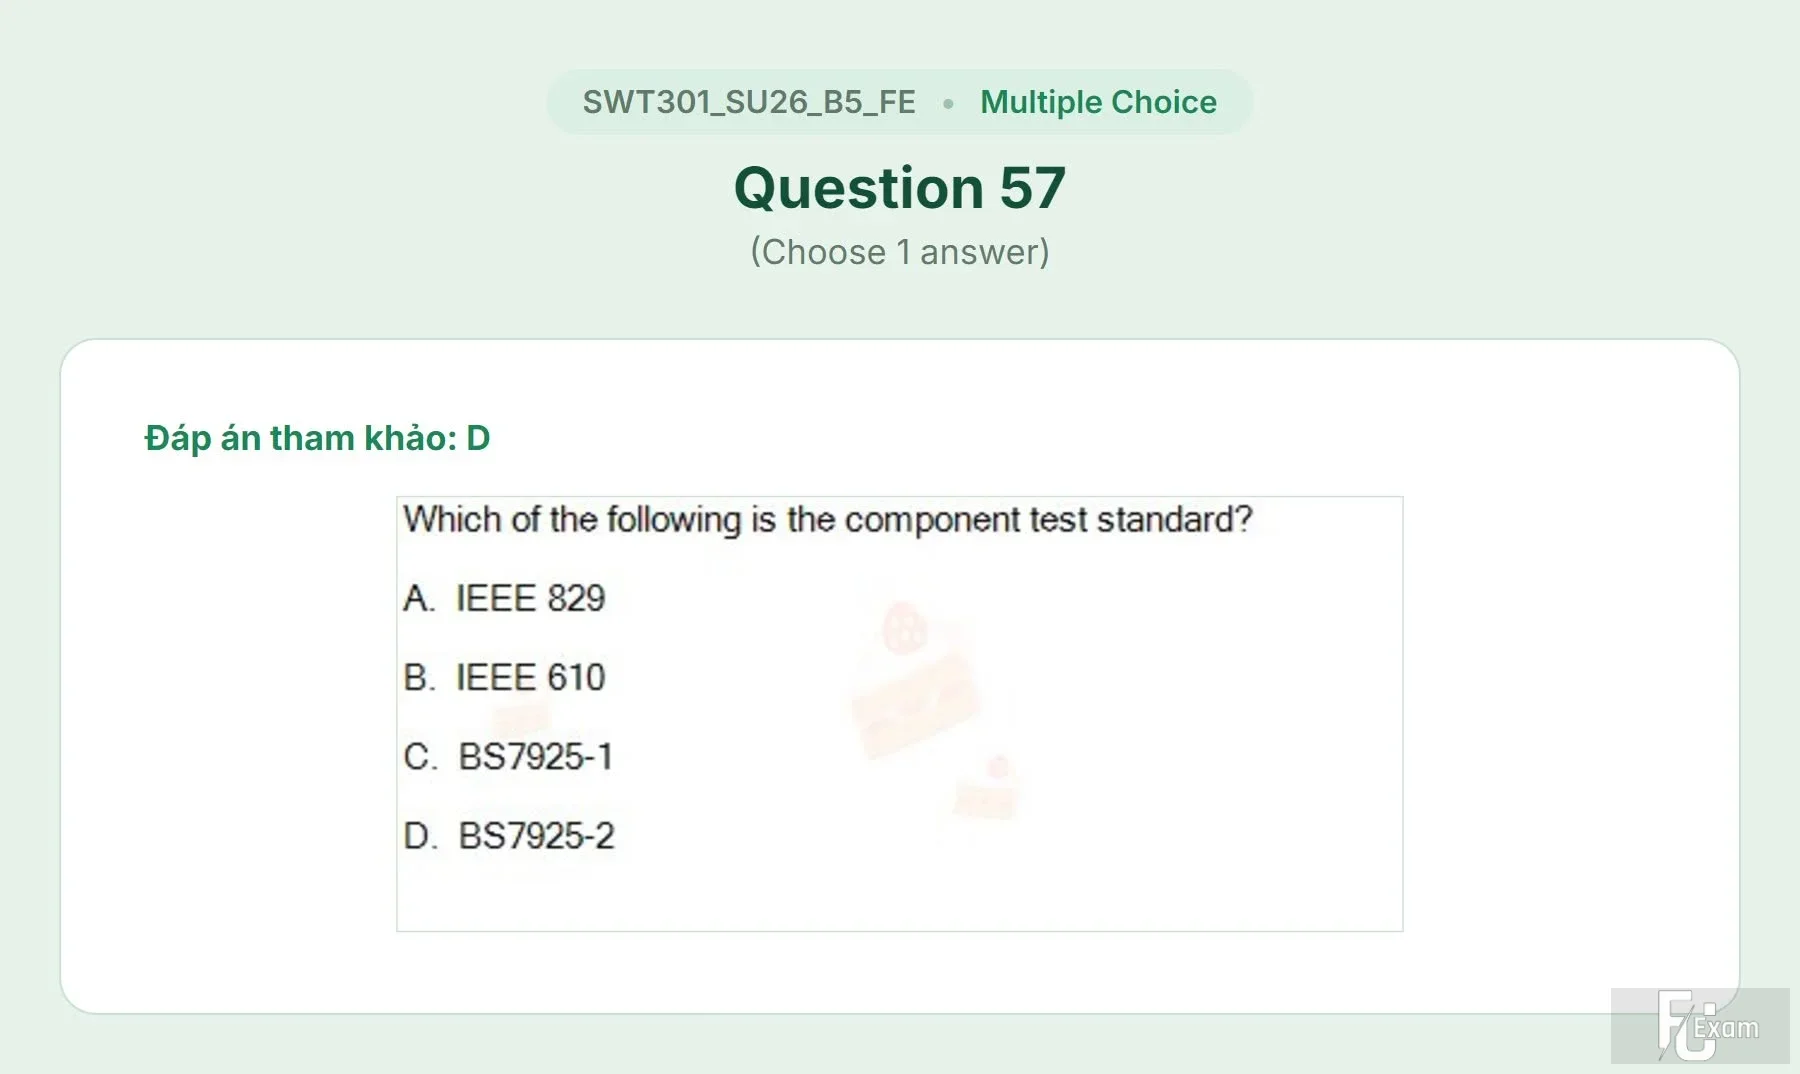 SWT301_SU26_B5_FE • Multiple Choice
Question 57
(Choose 1 answer)
Đáp án tham khảo: D
Which of the following is the component test standard?
A. IEEE 829
B. IEEE 610
C. BS7925-1
D. BS7925-2
FU Exam